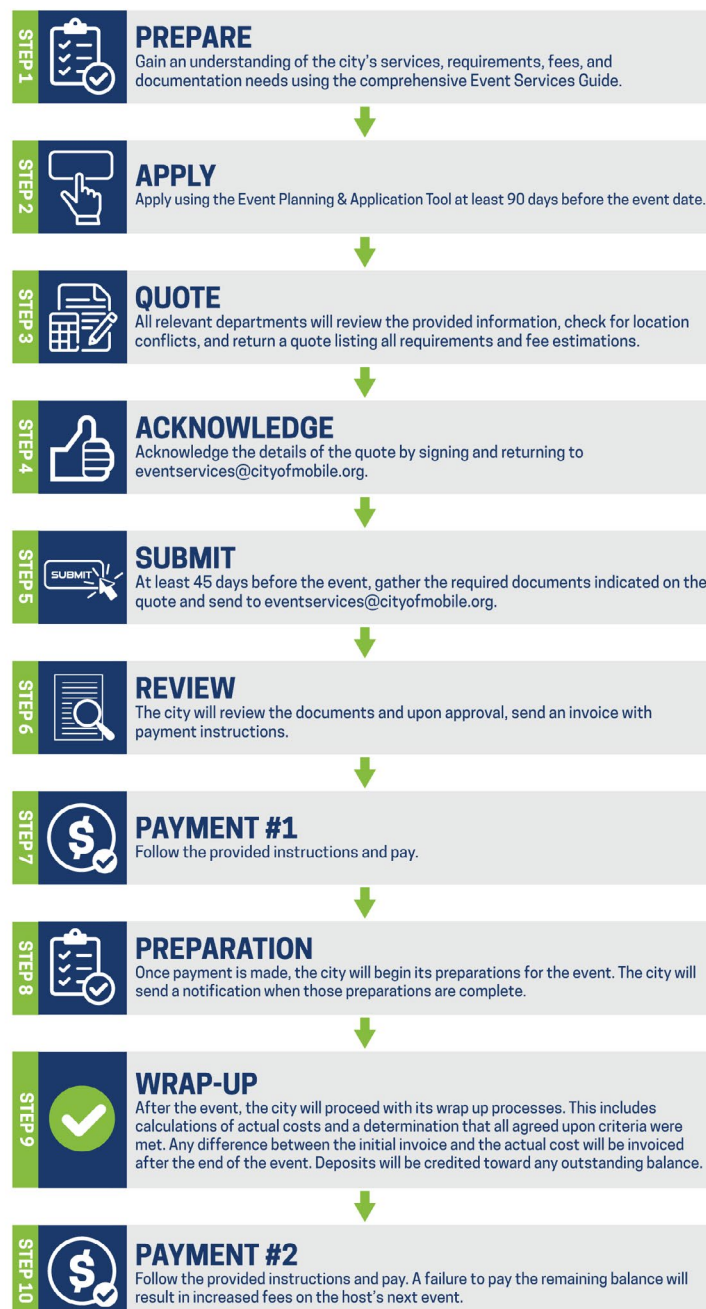 STEP 1
PREPARE
Gain an understanding of the city's services, requirements, fees, and
documentation needs using the comprehensive Event Services Guide.
STEP 2
APPLY
Apply using the Event Planning & Application Tool at least 90 days before the event date.
STEP 3
QUOTE
All relevant departments will review the provided information, check for location
conflicts, and return a quote listing all requirements and fee estimations.
STEP 4
ACKNOWLEDGE
Acknowledge the details of the quote by signing and returning to
eventservices@cityofmobile.org.
STEP 5
SUBMIT
SUBMIT
At least 45 days before the event, gather the required documents indicated on the
quote and send to eventservices@cityofmobile.org.
STEP 6
REVIEW
The city will review the documents and upon approval, send an invoice with
payment instructions.
STEP 7
$
PAYMENT #1
Follow the provided instructions and pay.
STEP 8
PREPARATION
Once payment is made, the city will begin its preparations for the event. The city will
send a notification when those preparations are complete.
STEP 9
WRAP-UP
After the event, the city will proceed with its wrap up processes. This includes
calculations of actual costs and a determination that all agreed upon criteria were
met. Any difference between the initial invoice and the actual cost will be invoiced
after the end of the event. Deposits will be credited toward any outstanding balance.
STEP 10
$
PAYMENT #2
Follow the provided instructions and pay. A failure to pay the remaining balance will
result in increased fees on the host's next event.